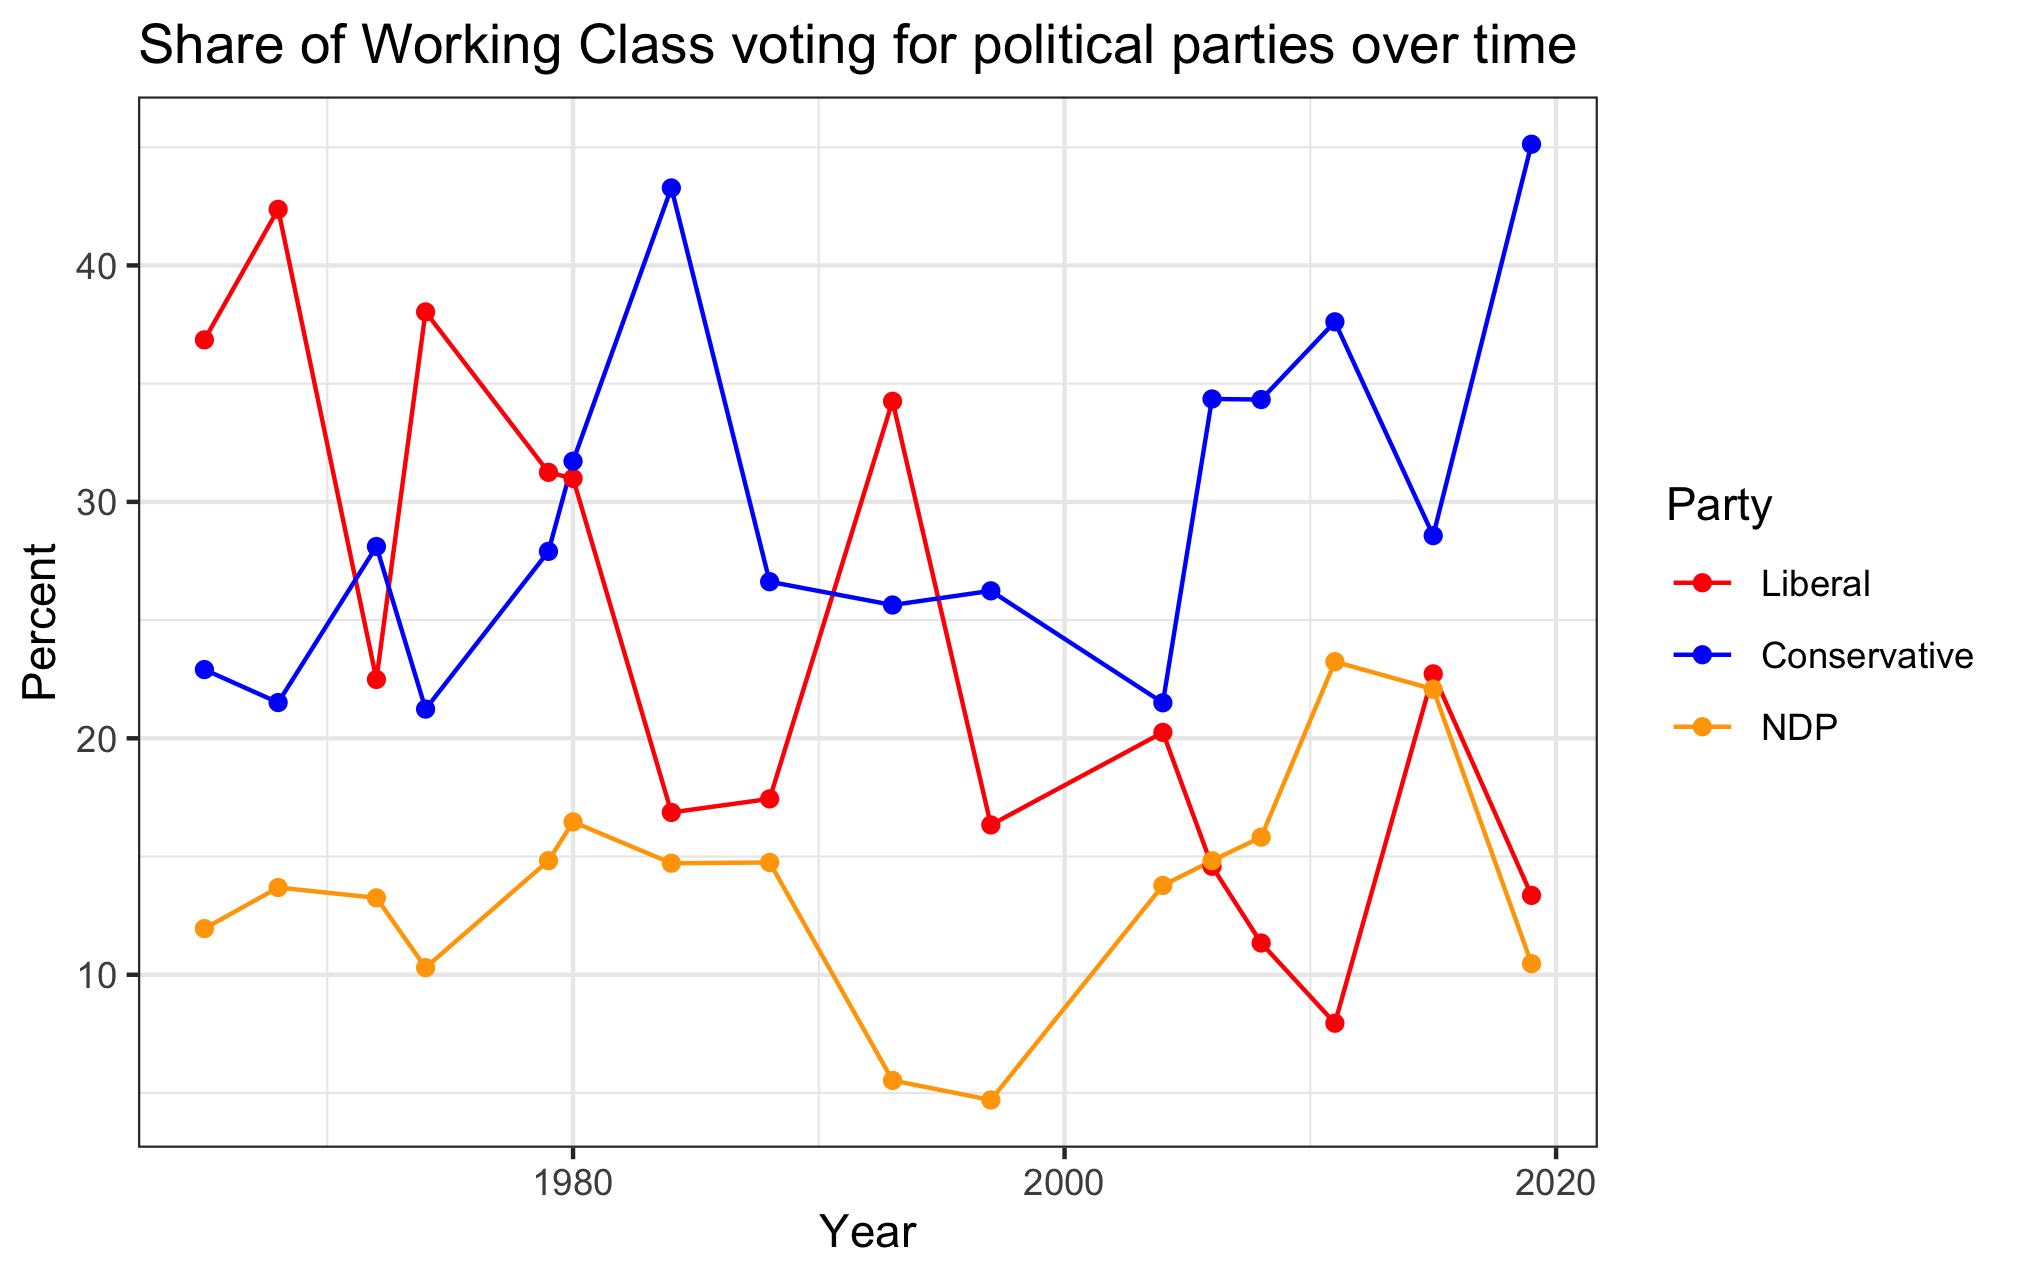 Share of Working Class voting for political parties over time
40
30
20
10
Percent
1980
2000
2020
Year
Party
Liberal
Conservative
NDP